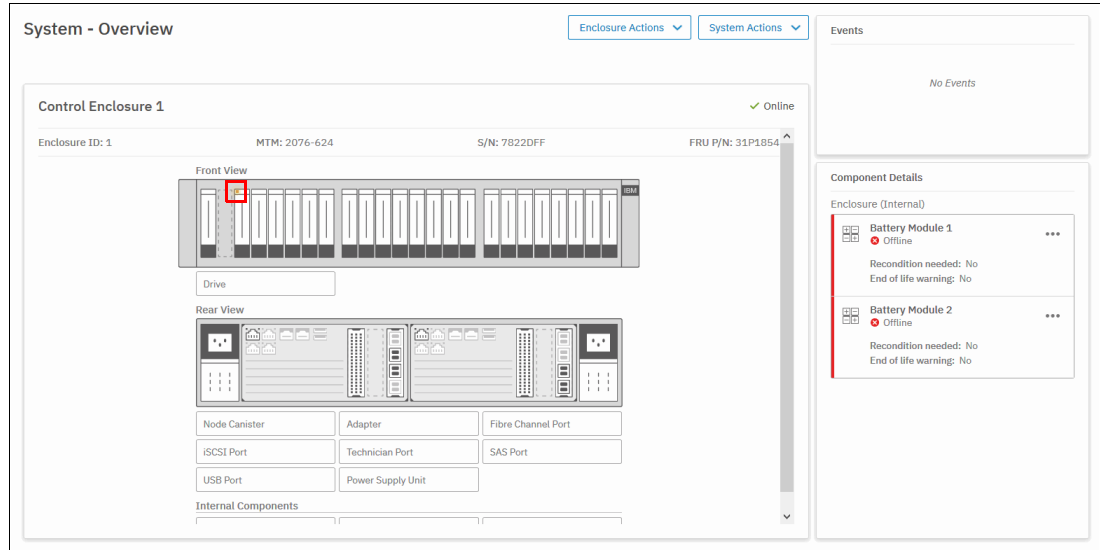 System - Overview
Enclosure Actions
System Actions
Control Enclosure 1
Online
Enclosure ID: 1
MTM: 2076-624
S/N: 7822DFF
FRU P/N: 31P1854
Front View
IBM
Drive
Rear View
Node Canister
Adapter
Fibre Channel Port
iSCSI Port
Technician Port
SAS Port
USB Port
Power Supply Unit
Internal Components
Events
No Events
Component Details
Enclosure (Internal)
Battery Module 1
Offline
Recondition needed: No
End of life warning: No
Battery Module 2
Offline
Recondition needed: No
End of life warning: No